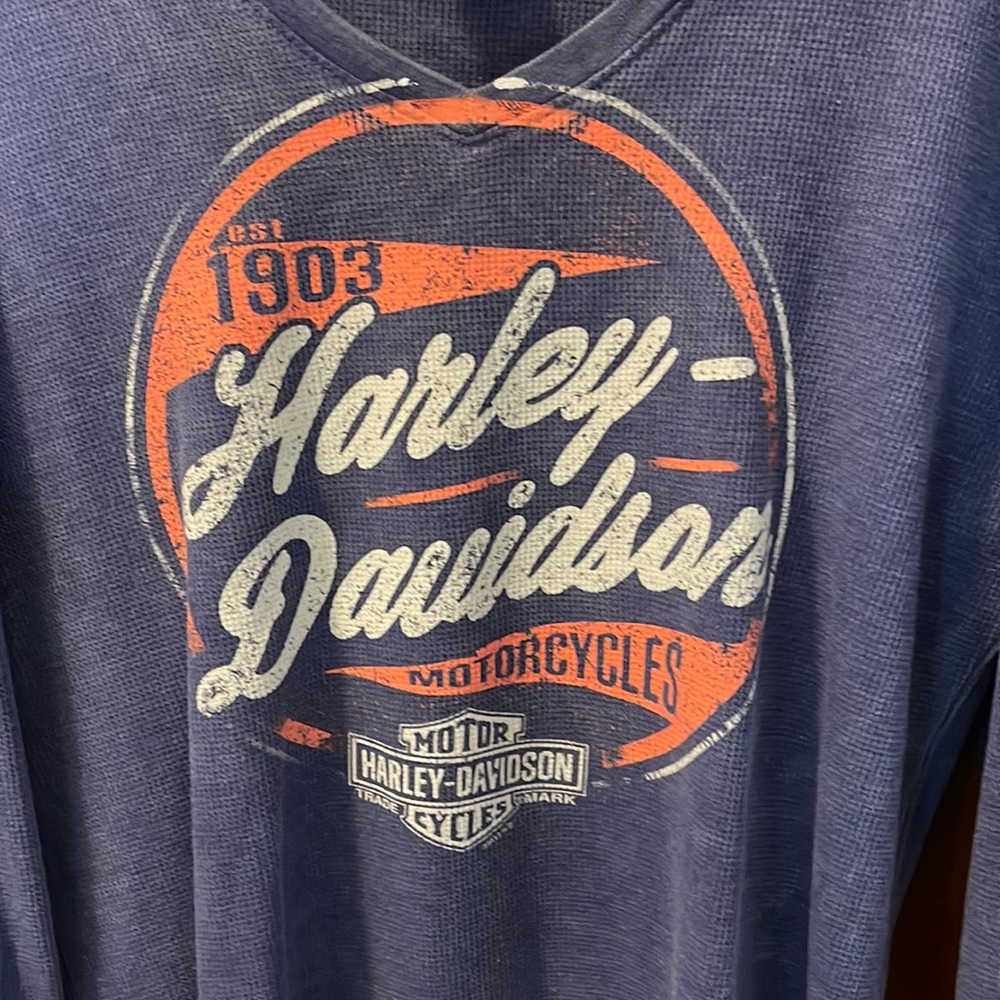 est
1903
Harley-
Davidson
MOTORCYCLES
MOTOR
HARLEY-DAVIDSON
TRADE MARK
CYCLES